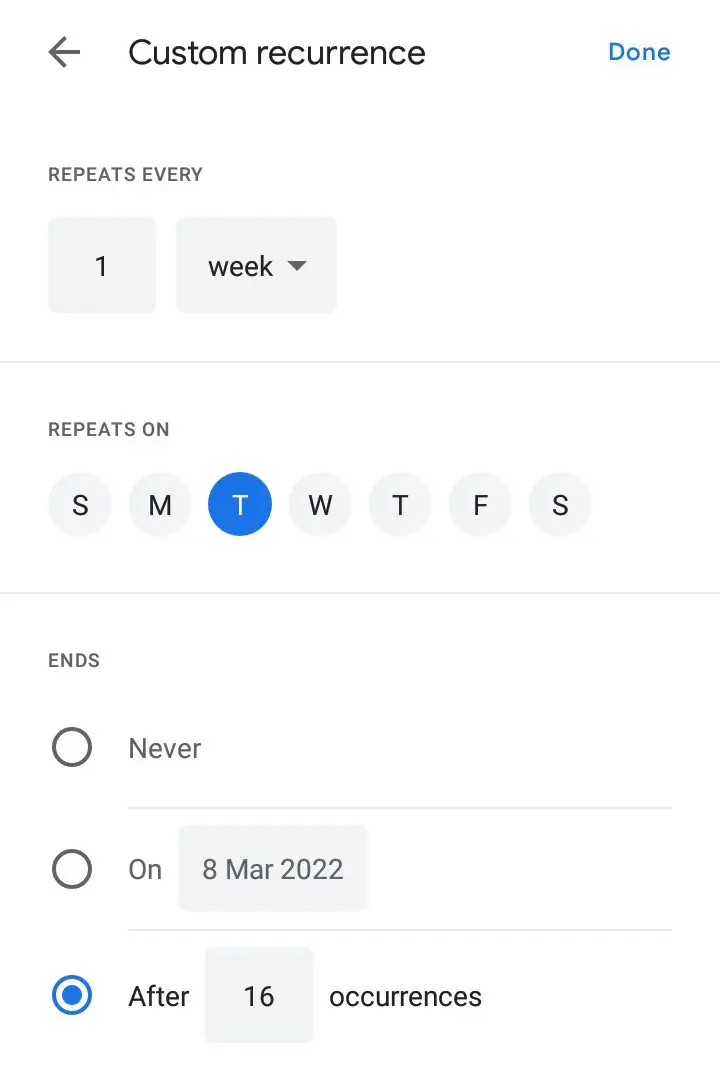 Custom recurrence Done
REPEATS EVERY
1 week
REPEATS ON
S M T W T F S
ENDS
Never
On 8 Mar 2022
After 16 occurrences